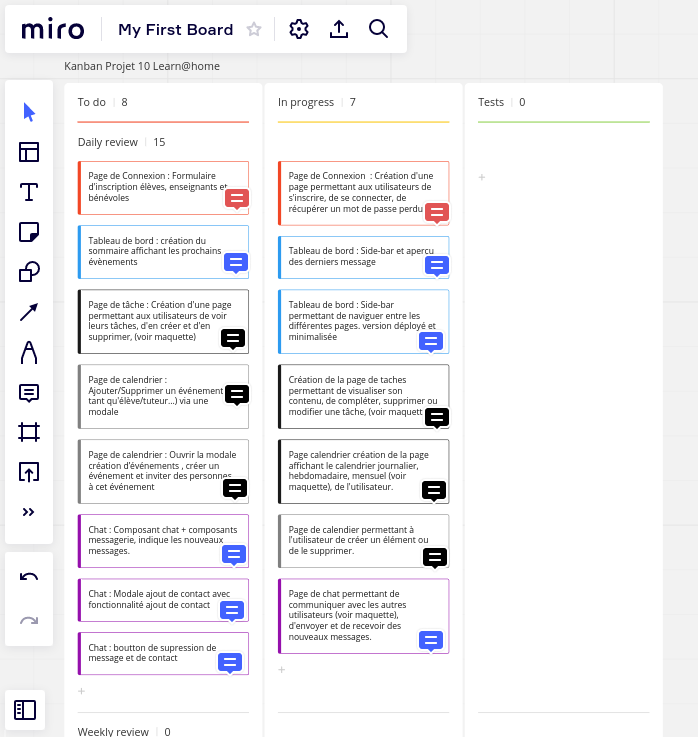 miro
My First Board
Kanban Projet 10 Learn@home
To do | 8
Daily review | 15
Page de Connexion : Formulaire
d'inscription élèves, enseignants et
bénévoles
Tableau de bord : création du
sommaire affichant les prochains
évènements
Page de tâche : Création d'une page
permettant aux utilisateurs de voir
leurs tâches, d'en créer et d'en
supprimer, (voir maquette)
Page de calendrier :
Ajouter/Supprimer un événement
tant qu'élève/tuteur...) via une
modale
Page de calendrier : Ouvrir la modale
création d'événements , créer un
événement et inviter des personnes
à cet événement
Chat : Composant chat + composants
messagerie, indique les nouveaux
messages.
Chat : Modale ajout de contact avec
fonctionnalité ajout de contact
Chat : boutton de supression de
message et de contact
+
Weekly review | 0
In progress | 7
Page de Connexion : Création d'une
page permettant aux utilisateurs de
s'inscrire, de se connecter, de
récupérer un mot de passe perdu
Tableau de bord : Side-bar et aperçu
des derniers message
Tableau de bord : Side-bar
permettant de naviguer entre les
différentes pages. version déployé et
minimalisée
Création de la page de taches
permettant de visualiser son
contenu, de compléter, supprimer ou
modifier une tâche, (voir maquett
Page calendrier création de la page
affichant le calendrier journalier,
hebdomadaire, mensuel (voir
maquette), de l'utilisateur.
Page de calendier permettant à
l'utilisateur de créer un élément ou
de le supprimer.
Page de chat permettant de
communiquer avec les autres
utilisateurs (voir maquette),
d'envoyer et de recevoir des
nouveaux messages.
+
Tests | 0
+